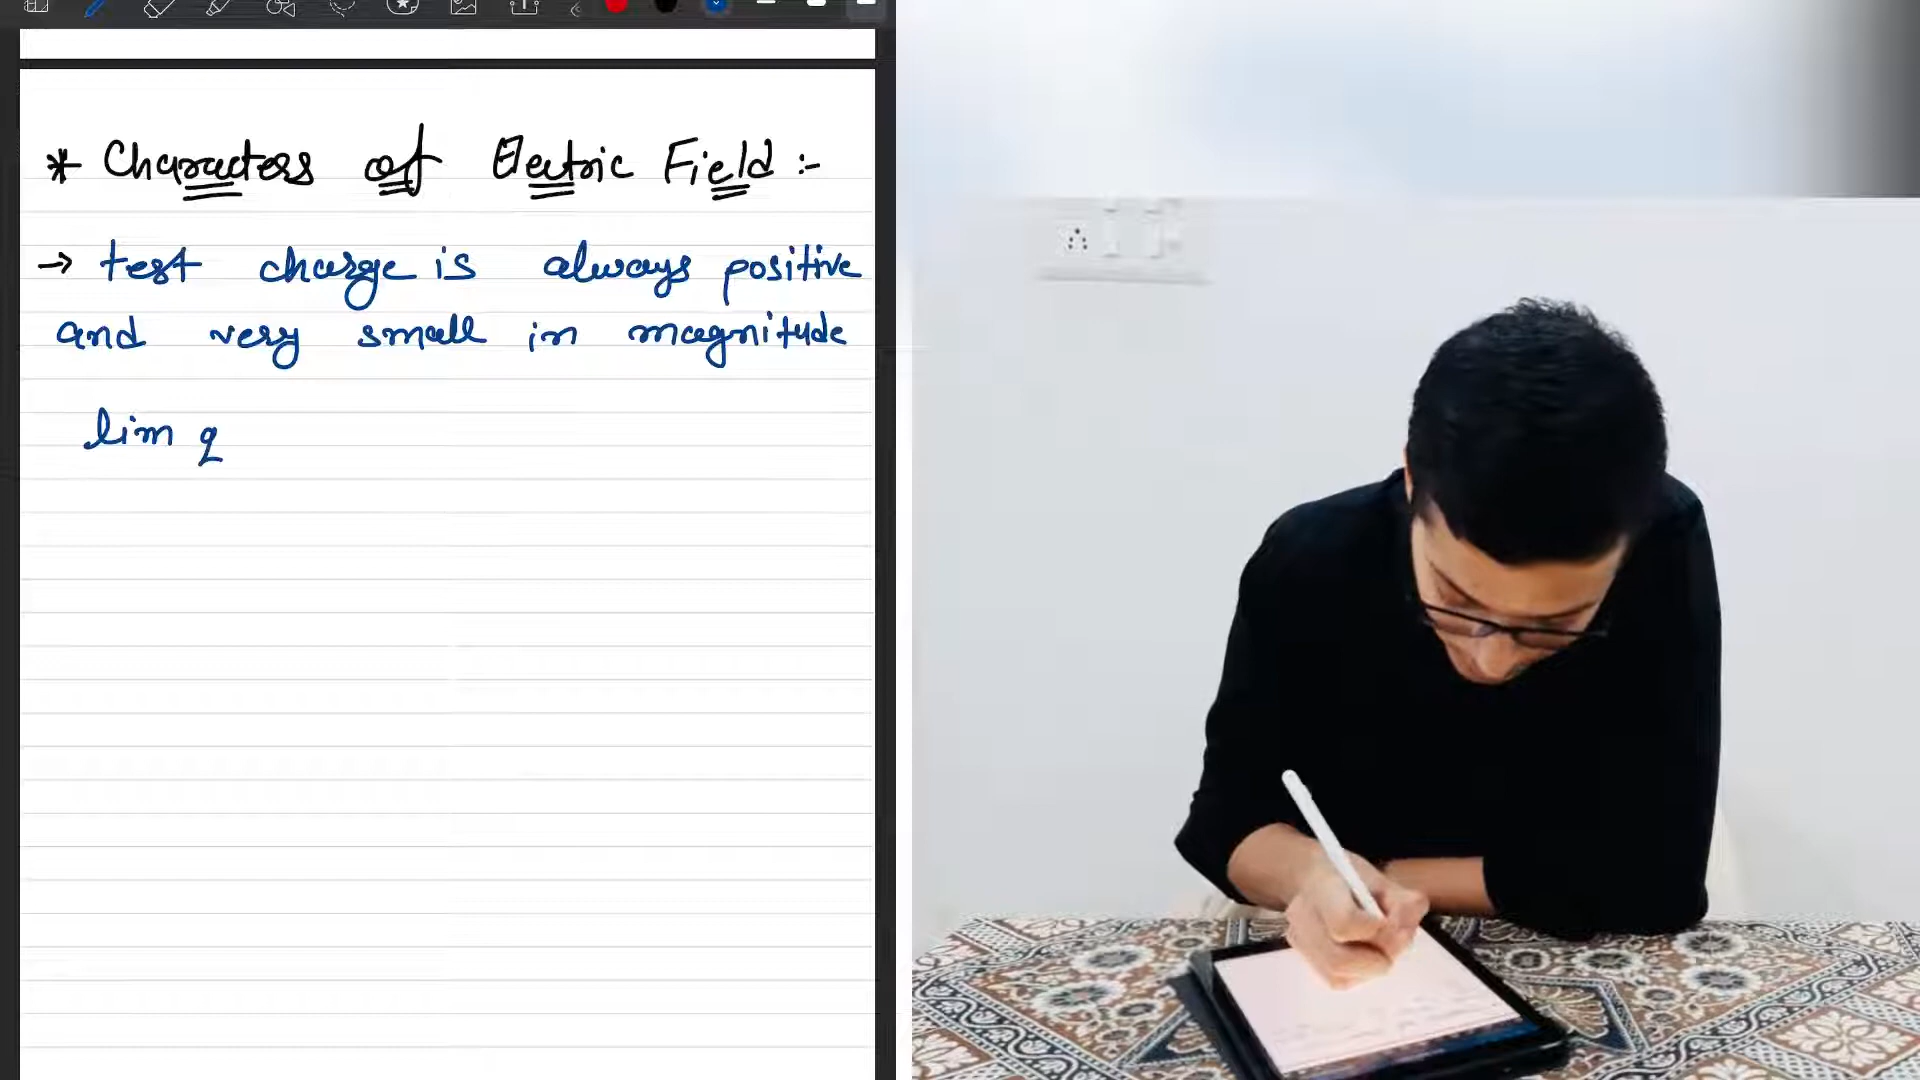 * Characters of Electric Field :-
→ test charge is always positive
and very small in magnitude
lim q